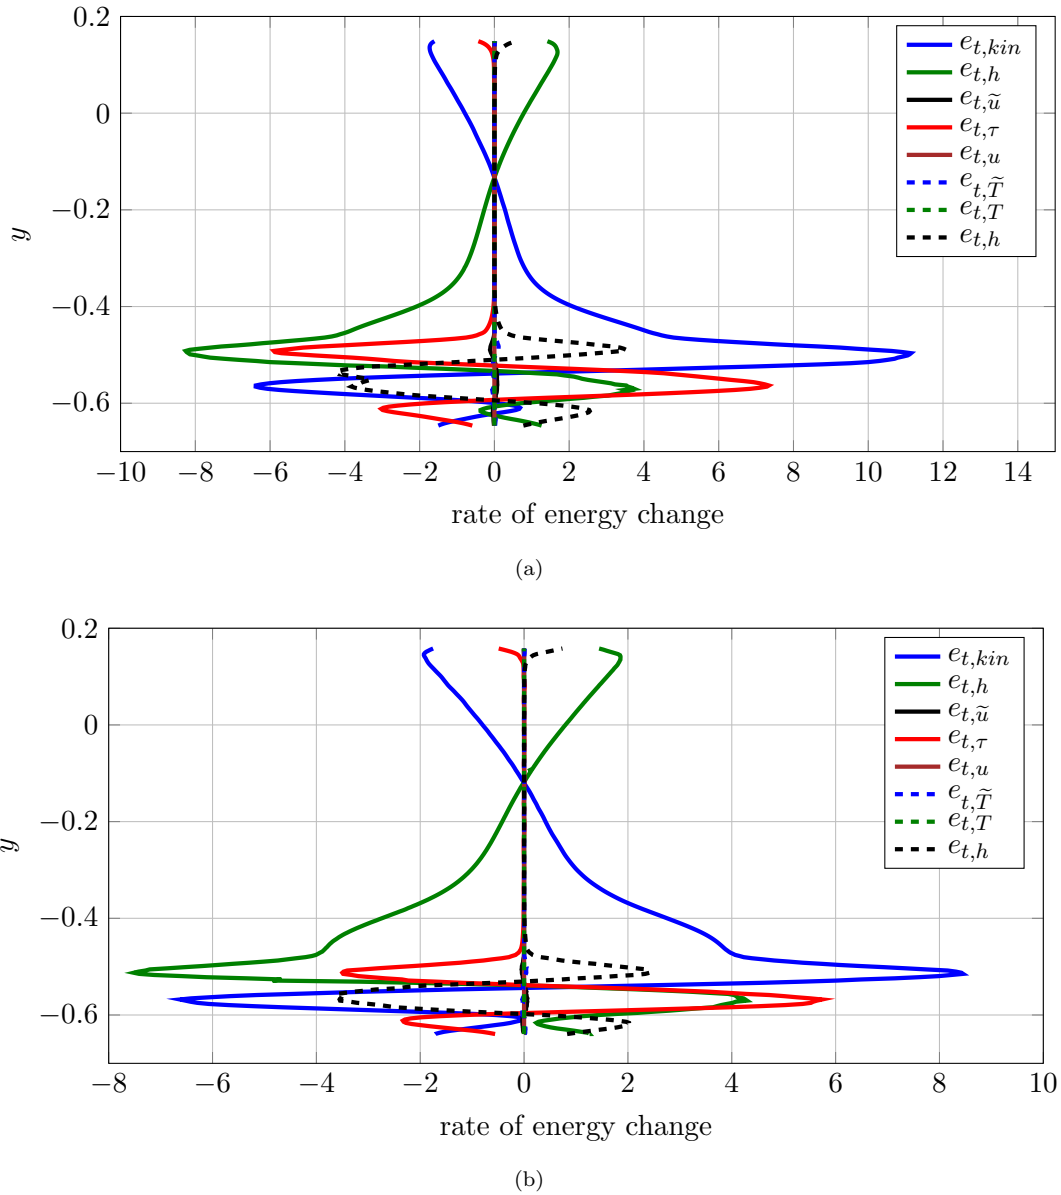 0.2
0
−0.2
−0.4
−0.6
y
−10
−8
−6
−4
−2
0
2
4
6
8
10
12
14
rate of energy change
e_{t,kin}
e_{t,h}
e_{t,ũ}
e_{t,τ}
e_{t,u}
e_{t,T̃}
e_{t,T}
e_{t,h}
(a)
0.2
0
−0.2
−0.4
−0.6
y
−8
−6
−4
−2
0
2
4
6
8
10
rate of energy change
e_{t,kin}
e_{t,h}
e_{t,ũ}
e_{t,τ}
e_{t,u}
e_{t,T̃}
e_{t,T}
e_{t,h}
(b)